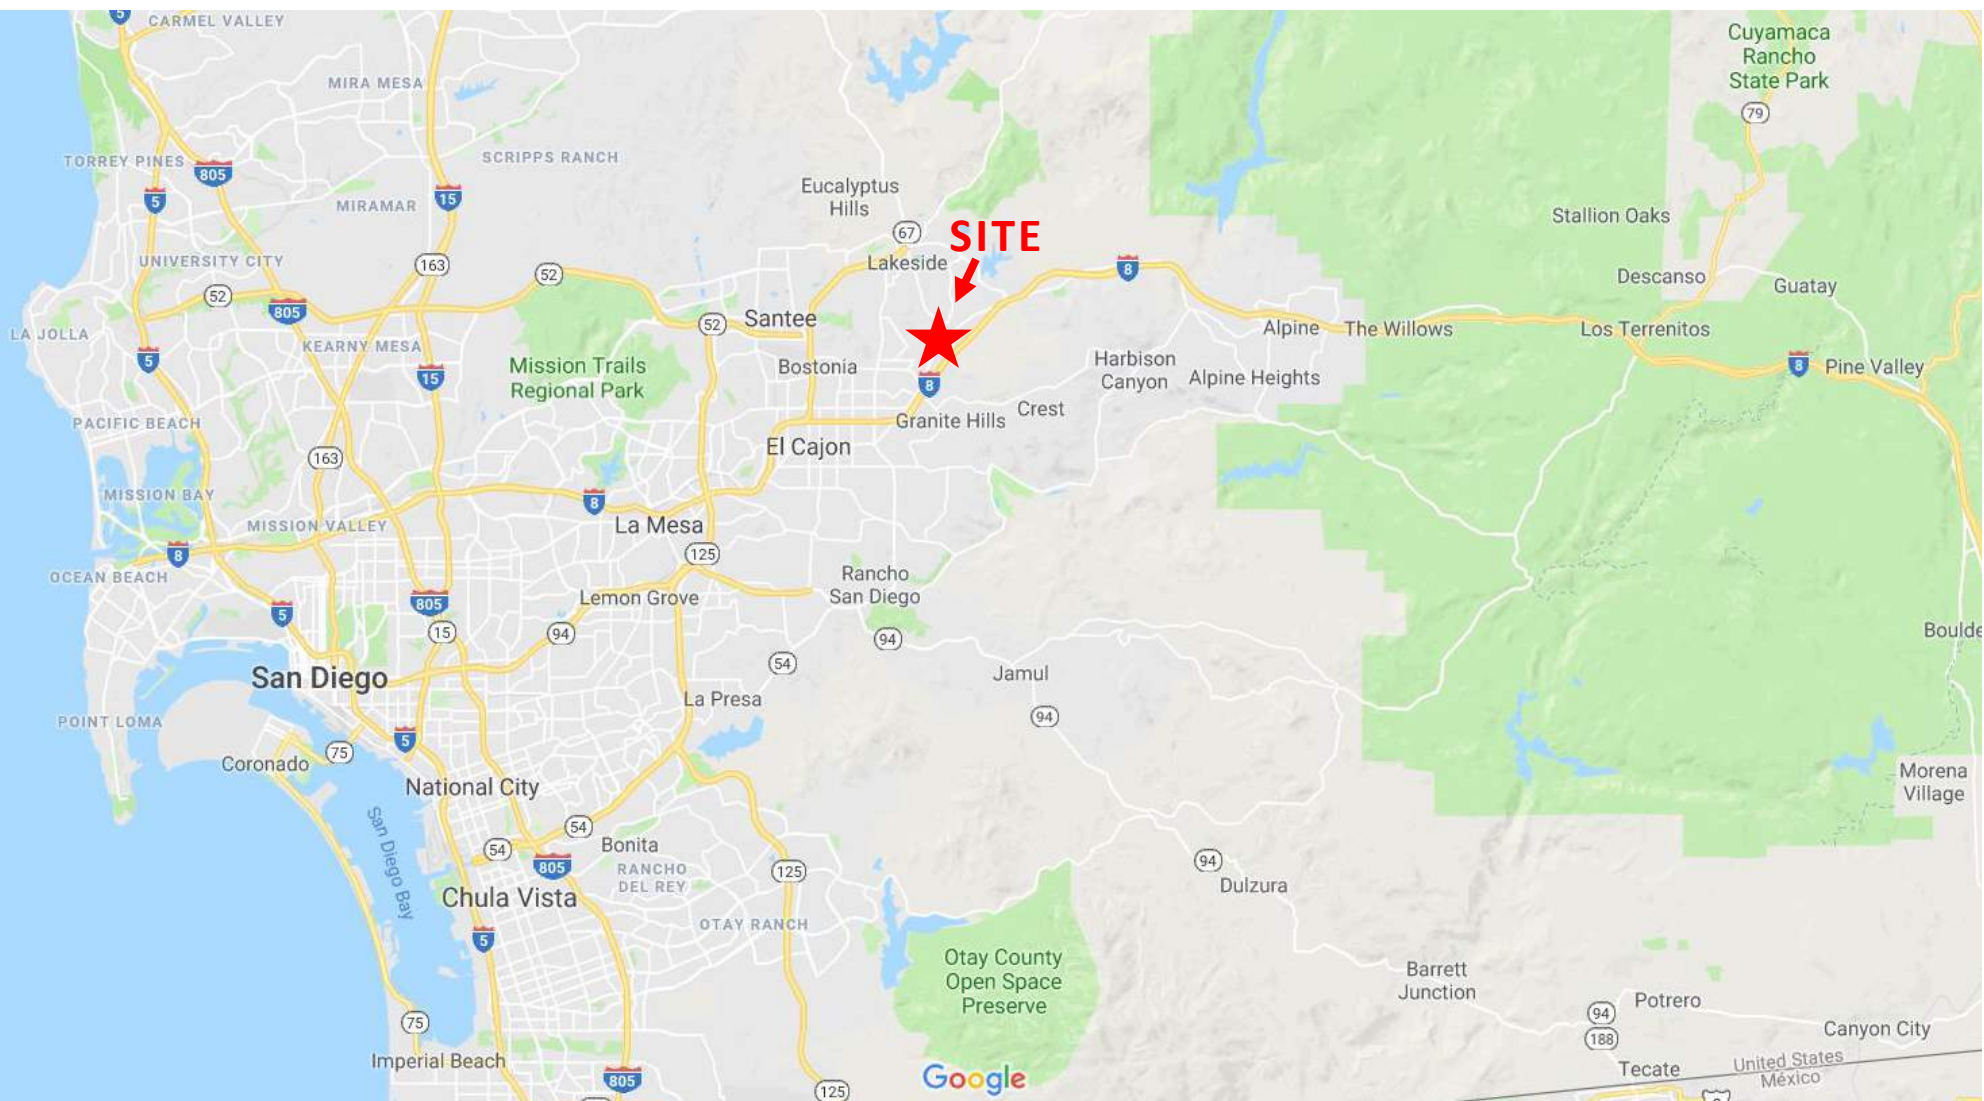 5
CARMEL VALLEY
Cuyamaca
Rancho
State Park
MIRA MESA
79
TORREY PINES
805
SCRIPPS RANCH
5
15
MIRAMAR
Eucalyptus
Hills
Stallion Oaks
67
SITE
UNIVERSITY CITY
163
52
Lakeside
8
Descanso
Guatay
52
805
LA JOLLA
KEARNY MESA
52
Santee
Alpine
The Willows
Los Terrenitos
5
15
Mission Trails
Regional Park
Bostonia
8
Harbison
Canyon
Alpine Heights
8
Pine Valley
PACIFIC BEACH
Granite Hills
Crest
163
El Cajon
MISSION BAY
8
MISSION VALLEY
La Mesa
8
125
OCEAN BEACH
Rancho
San Diego
5
805
Lemon Grove
15
94
94
Boulde
San Diego
54
Jamul
La Presa
94
POINT LOMA
5
75
Coronado
National City
Morena
Village
San Diego Bay
54
54
Bonita
805
RANCHO
DEL REY
125
94
Dulzura
Chula Vista
OTAY RANCH
5
Otay County
Open Space
Preserve
Barrett
Junction
Potrero
94
188
Canyon City
75
Imperial Beach
805
Google
125
Tecate
United States
México